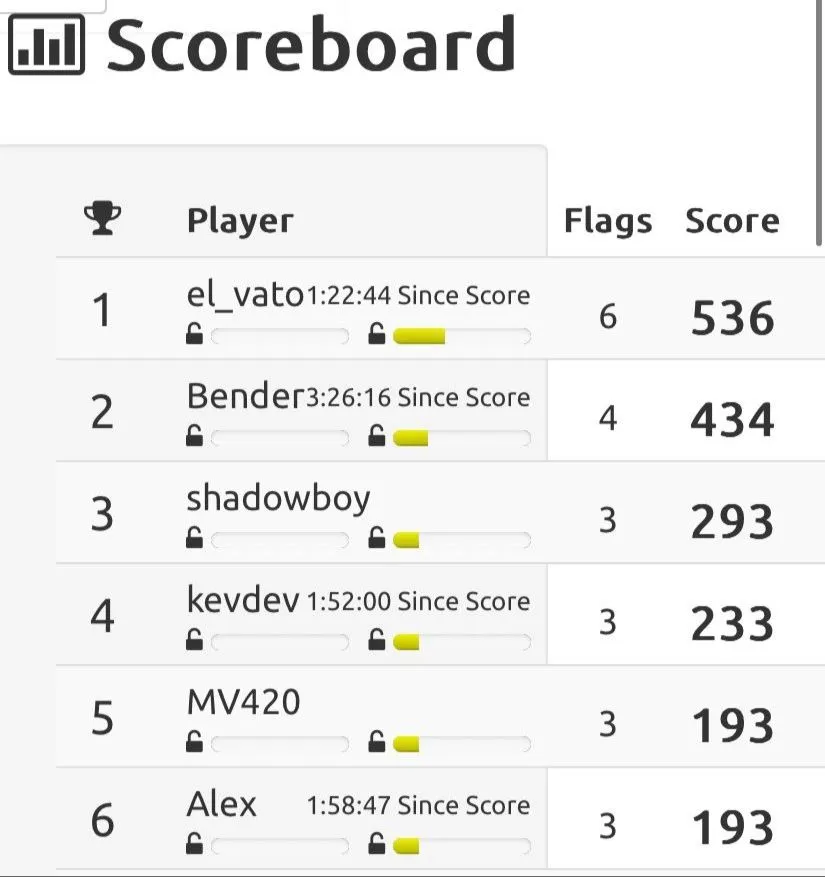 Scoreboard
Player Flags Score
1 el_vato 1:22:44 Since Score 6 536
2 Bender 3:26:16 Since Score 4 434
3 shadowboy 3 293
4 kevdev 1:52:00 Since Score 3 233
5 MV420 3 193
6 Alex 1:58:47 Since Score 3 193